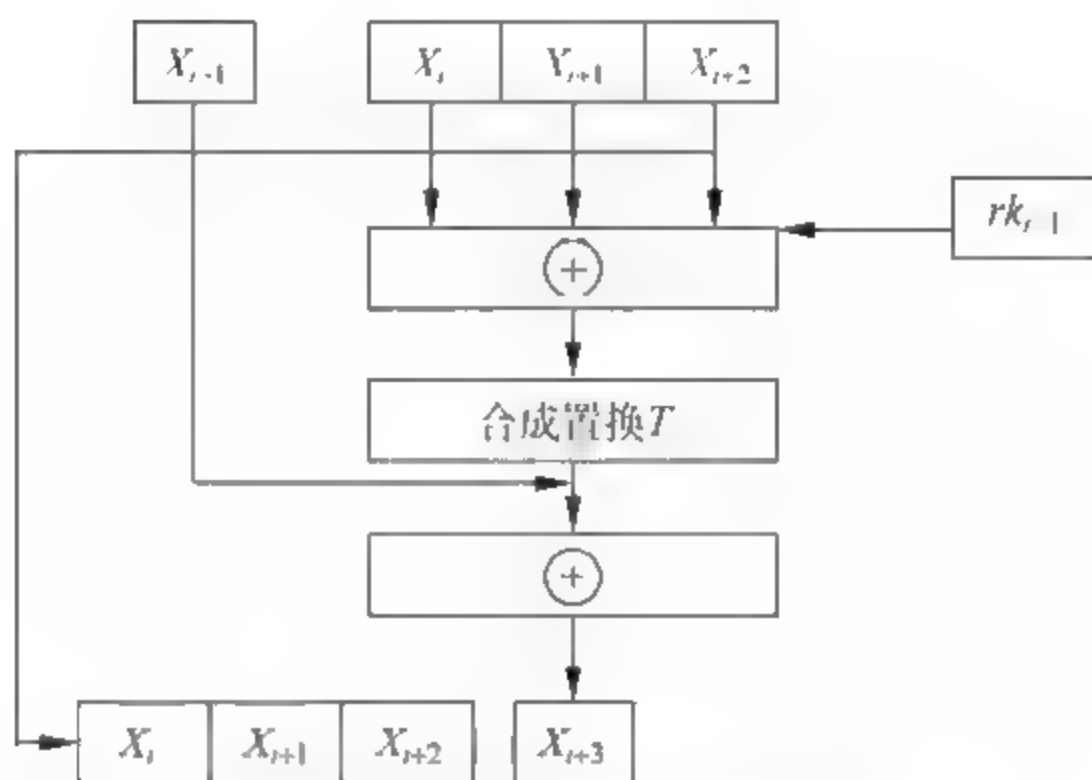 X_{i-1} X_i X_{i+1} X_{i+2}
rk_{i-1}
+
合成置换T
+
X_i X_{i+1} X_{i+2} X_{i+3}